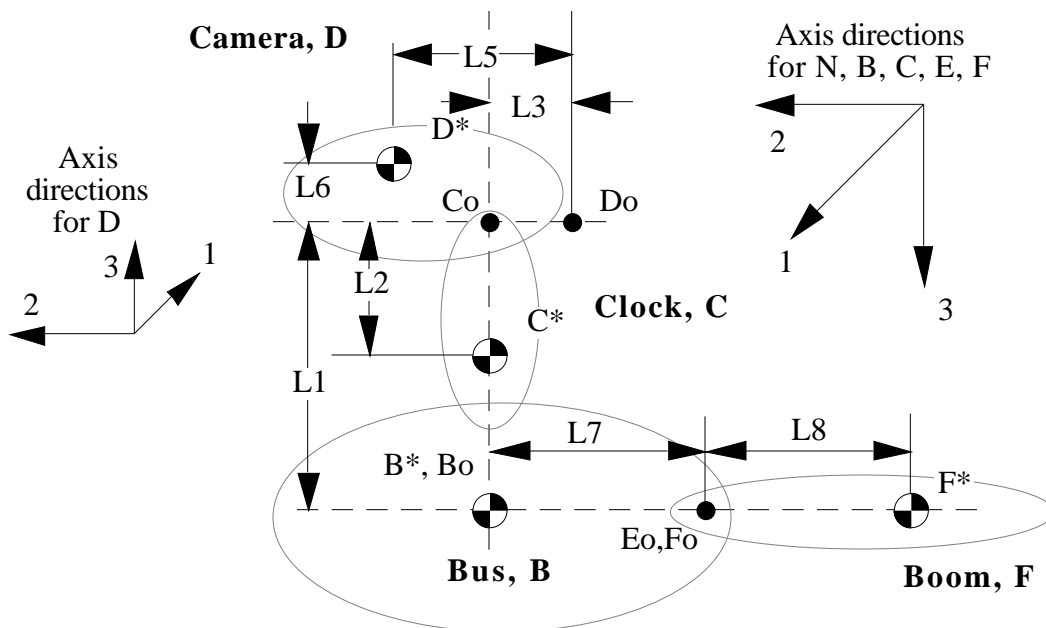 Camera, D
L5
Axis directions
for N, B, C, E, F
L3
2
D*
Axis
directions
for D
L6
Co
Do
3
1
1
L2
2
3
Clock, C
C*
L1
L7
L8
B*, Bo
F*
Eo,Fo
Bus, B
Boom, F